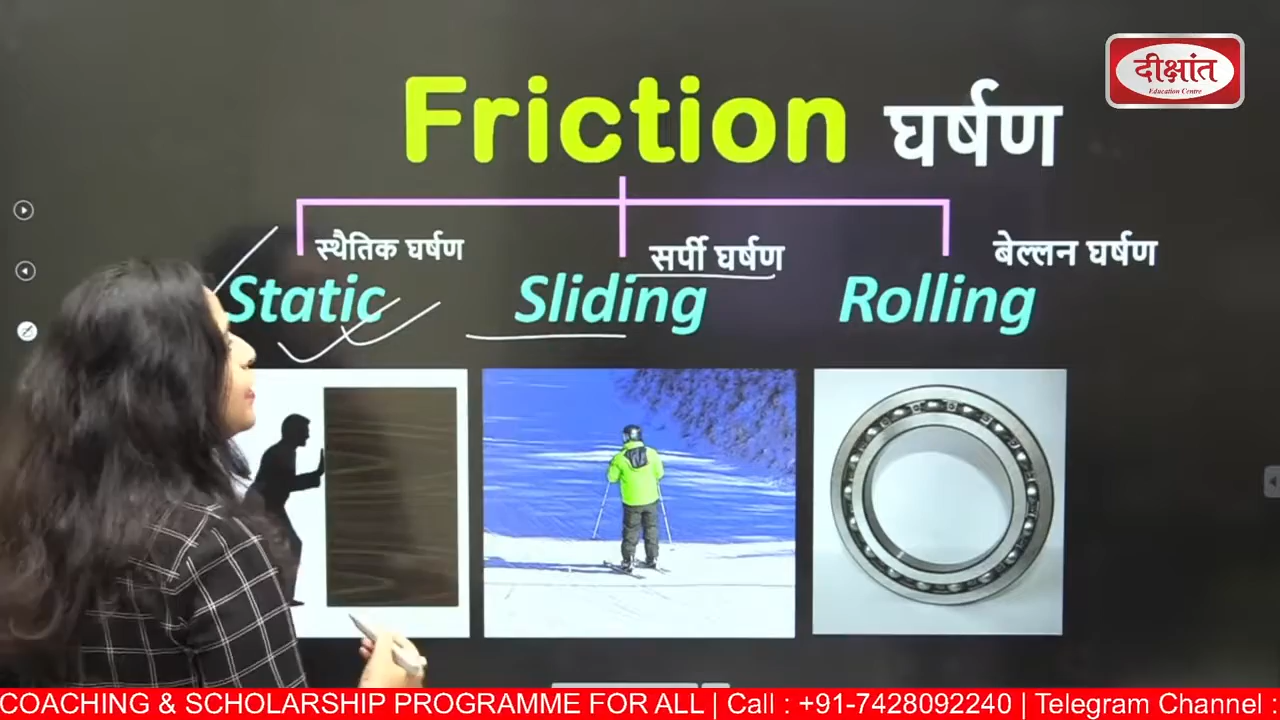 दीक्षांत
Education Centre
Friction घर्षण
स्थैतिक घर्षण
Static
सर्पी घर्षण
Sliding
बेल्लन घर्षण
Rolling
COACHING & SCHOLARSHIP PROGRAMME FOR ALL | Call : +91-7428092240 | Telegram Channel :